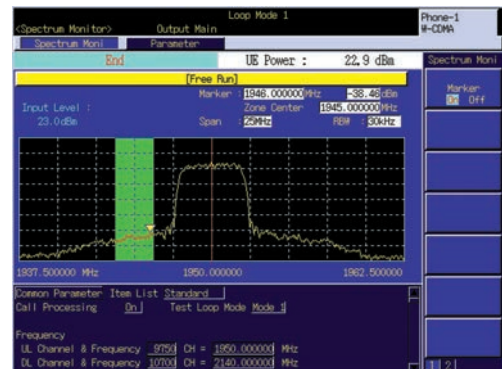 Loop Mode 1
<Spectrum Monitor> Output Main
Phone-1
W-CDMA
Spectrum Moni Parameter
End UE Power : 22.9 dBm
Spectrum Moni
[Free Run]
Marker : 1946.000000 MHz -38.46 dBm
Marker
On Off
Input Level : Zone Center 1945.000000 MHz
23.0dBm Span : 25MHz RBW : 30kHz
1937.500000 MHz 1950.000000 1962.500000
Common Parameter Item List Standard
Call Processing On Test Loop Mode Mode 1
Frequency
UL Channel & Frequency 9750 CH = 1950.000000 MHz
DL Channel & Frequency 10700 CH = 2140.000000 MHz
1 2